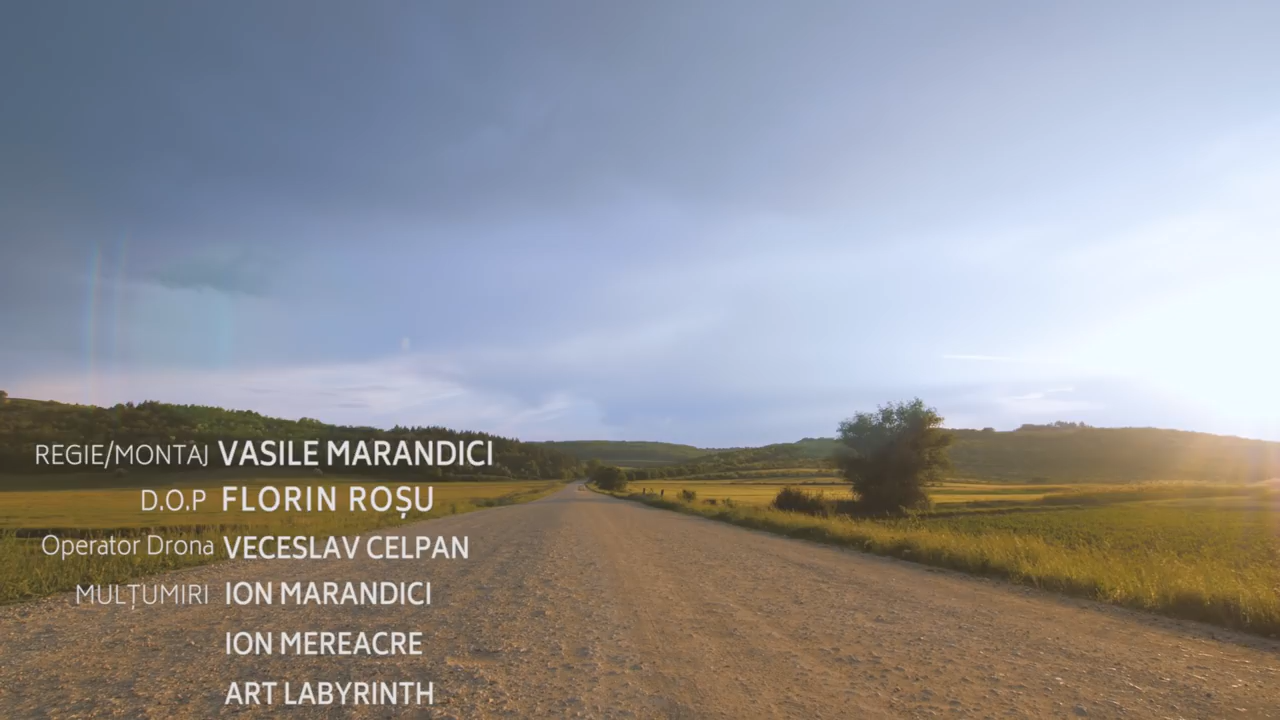 REGIE/MONTAJ VASILE MARANDICI
D.O.P FLORIN ROȘU
Operator Drona VECESLAV CELPAN
MULȚUMIRI ION MARANDICI
ION MEREACRE
ART LABYRINTH